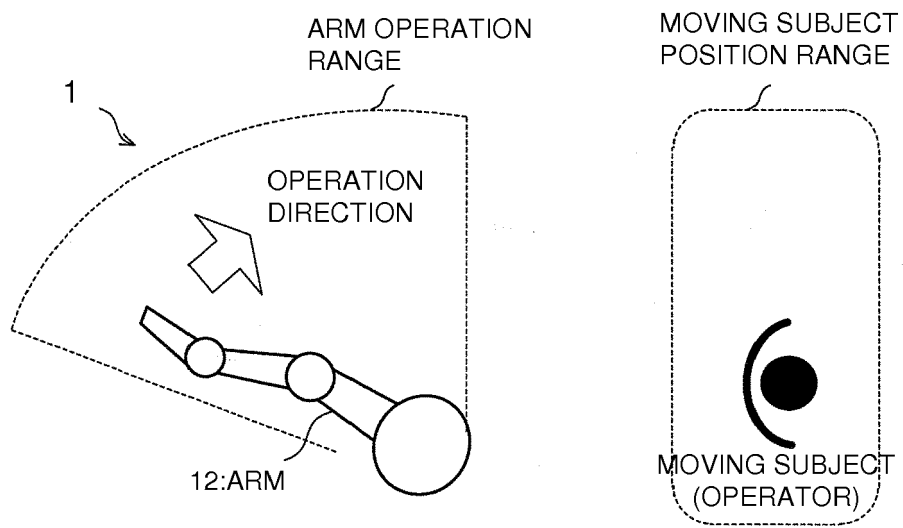 ARM OPERATION
RANGE
MOVING SUBJECT
POSITION RANGE
1
OPERATION
DIRECTION
12:ARM
MOVING SUBJECT
(OPERATOR)